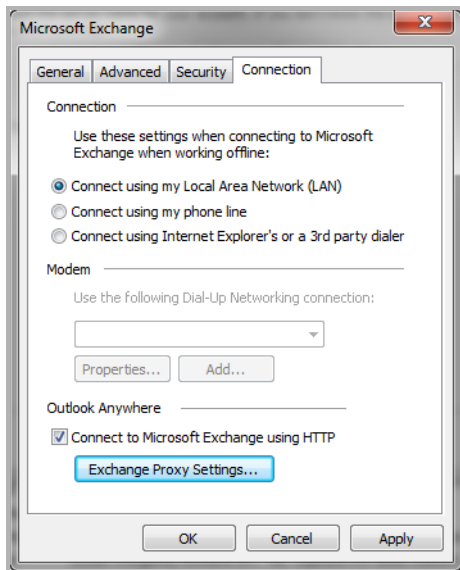 Microsoft Exchange
General Advanced Security Connection
Connection
Use these settings when connecting to Microsoft
Exchange when working offline:
Connect using my Local Area Network (LAN)
Connect using my phone line
Connect using Internet Explorer's or a 3rd party dialer
Modem
Use the following Dial-Up Networking connection:
Properties... Add...
Outlook Anywhere
Connect to Microsoft Exchange using HTTP
Exchange Proxy Settings...
OK Cancel Apply